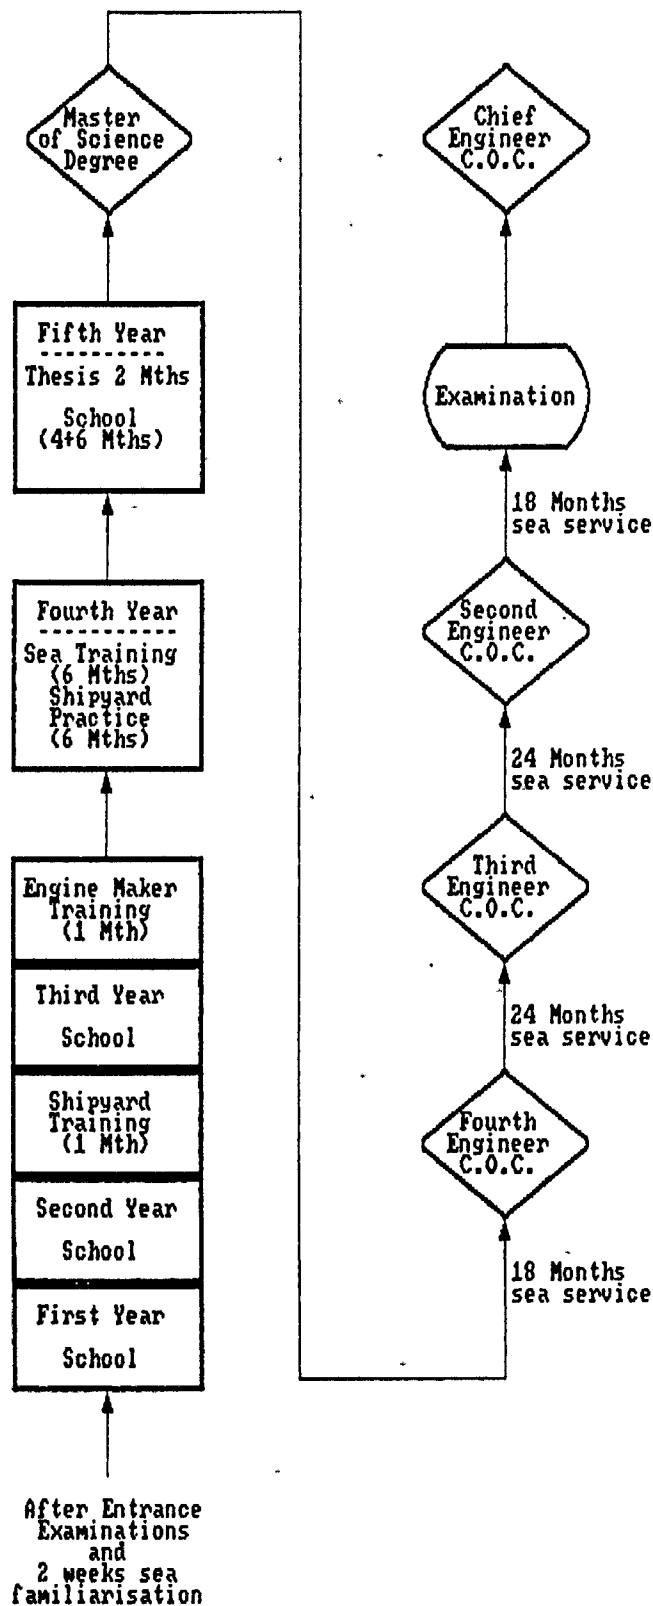 Master
of Science
Degree
Fifth Year
Thesis 2 Mths
School
(4+6 Mths)
Fourth Year
Sea Training
(6 Mths)
Shipyard
Practice
(6 Mths)
Engine Maker
Training
(1 Mth)
Third Year
School
Shipyard
Training
(1 Mth)
Second Year
School
First Year
School
After Entrance
Examinations
and
2 weeks sea
familiarisation
Chief
Engineer
C.O.C.
Examination
18 Months
sea service
Second
Engineer
C.O.C.
24 Months
sea service
Third
Engineer
C.O.C.
24 Months
sea service
Fourth
Engineer
C.O.C.
18 Months
sea service